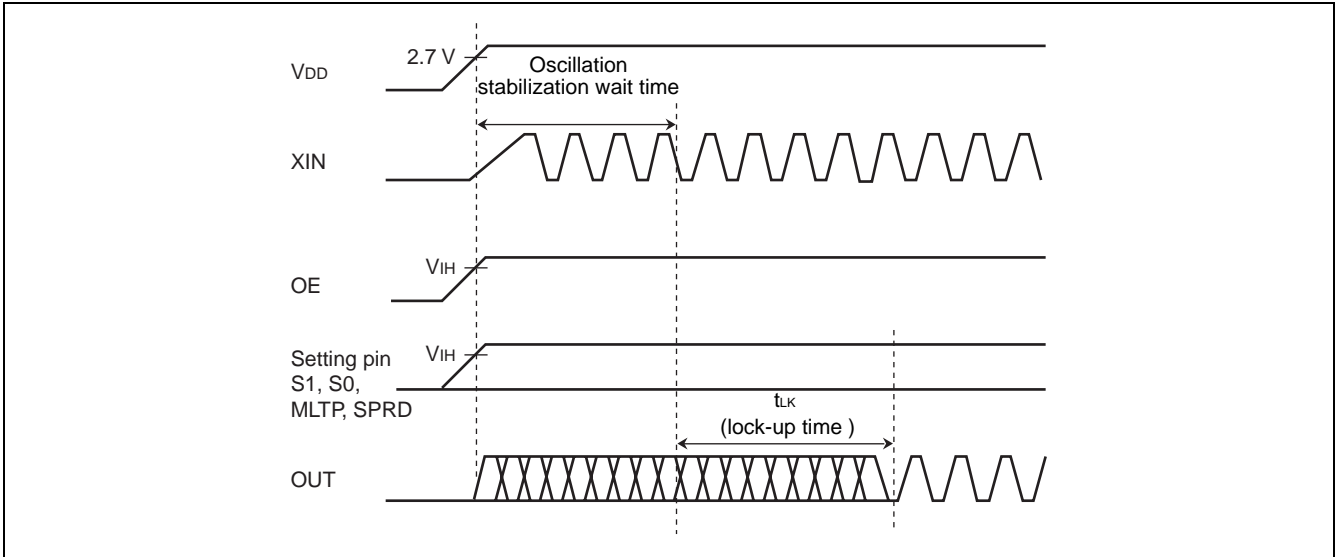 VDD
2.7 V
Oscillation
stabilization wait time
XIN
OE
VIH
Setting pin
S1, S0,
MLTP, SPRD
VIH
tLK
(lock-up time )
OUT